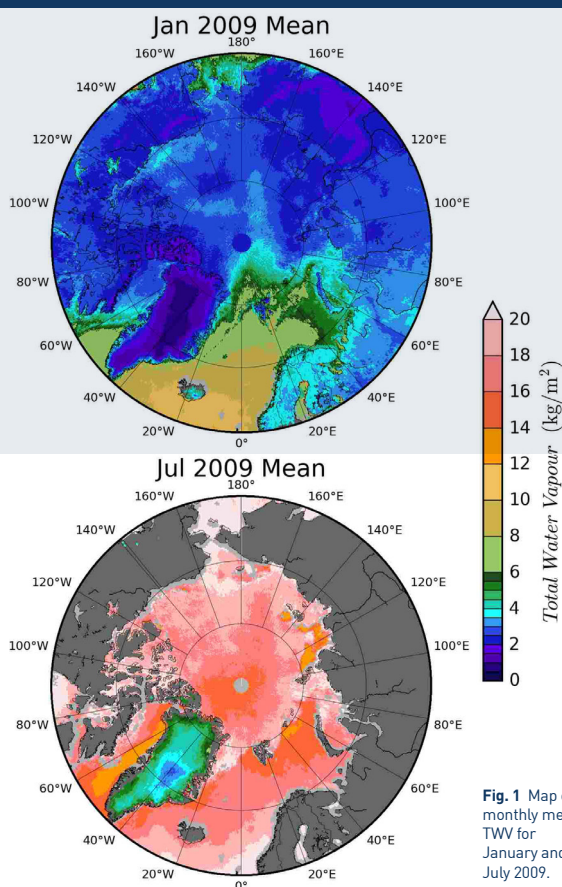 Jan 2009 Mean
180°
160°W 160°E
140°W 140°E
120°W 120°E
100°W 100°E
80°W 80°E
60°W 60°E
40°W 40°E
20°W 20°E
0°
Jul 2009 Mean
180°
160°W 160°E
140°W 140°E
120°W 120°E
100°W 100°E
80°W 80°E
60°W 60°E
40°W 40°E
20°W 20°E
0°
20
18
16
14
12
10
8
6
4
2
0
Total Water Vapour (kg/m²)
Fig. 1 Map
monthly
TWV for
January and
July 2009.